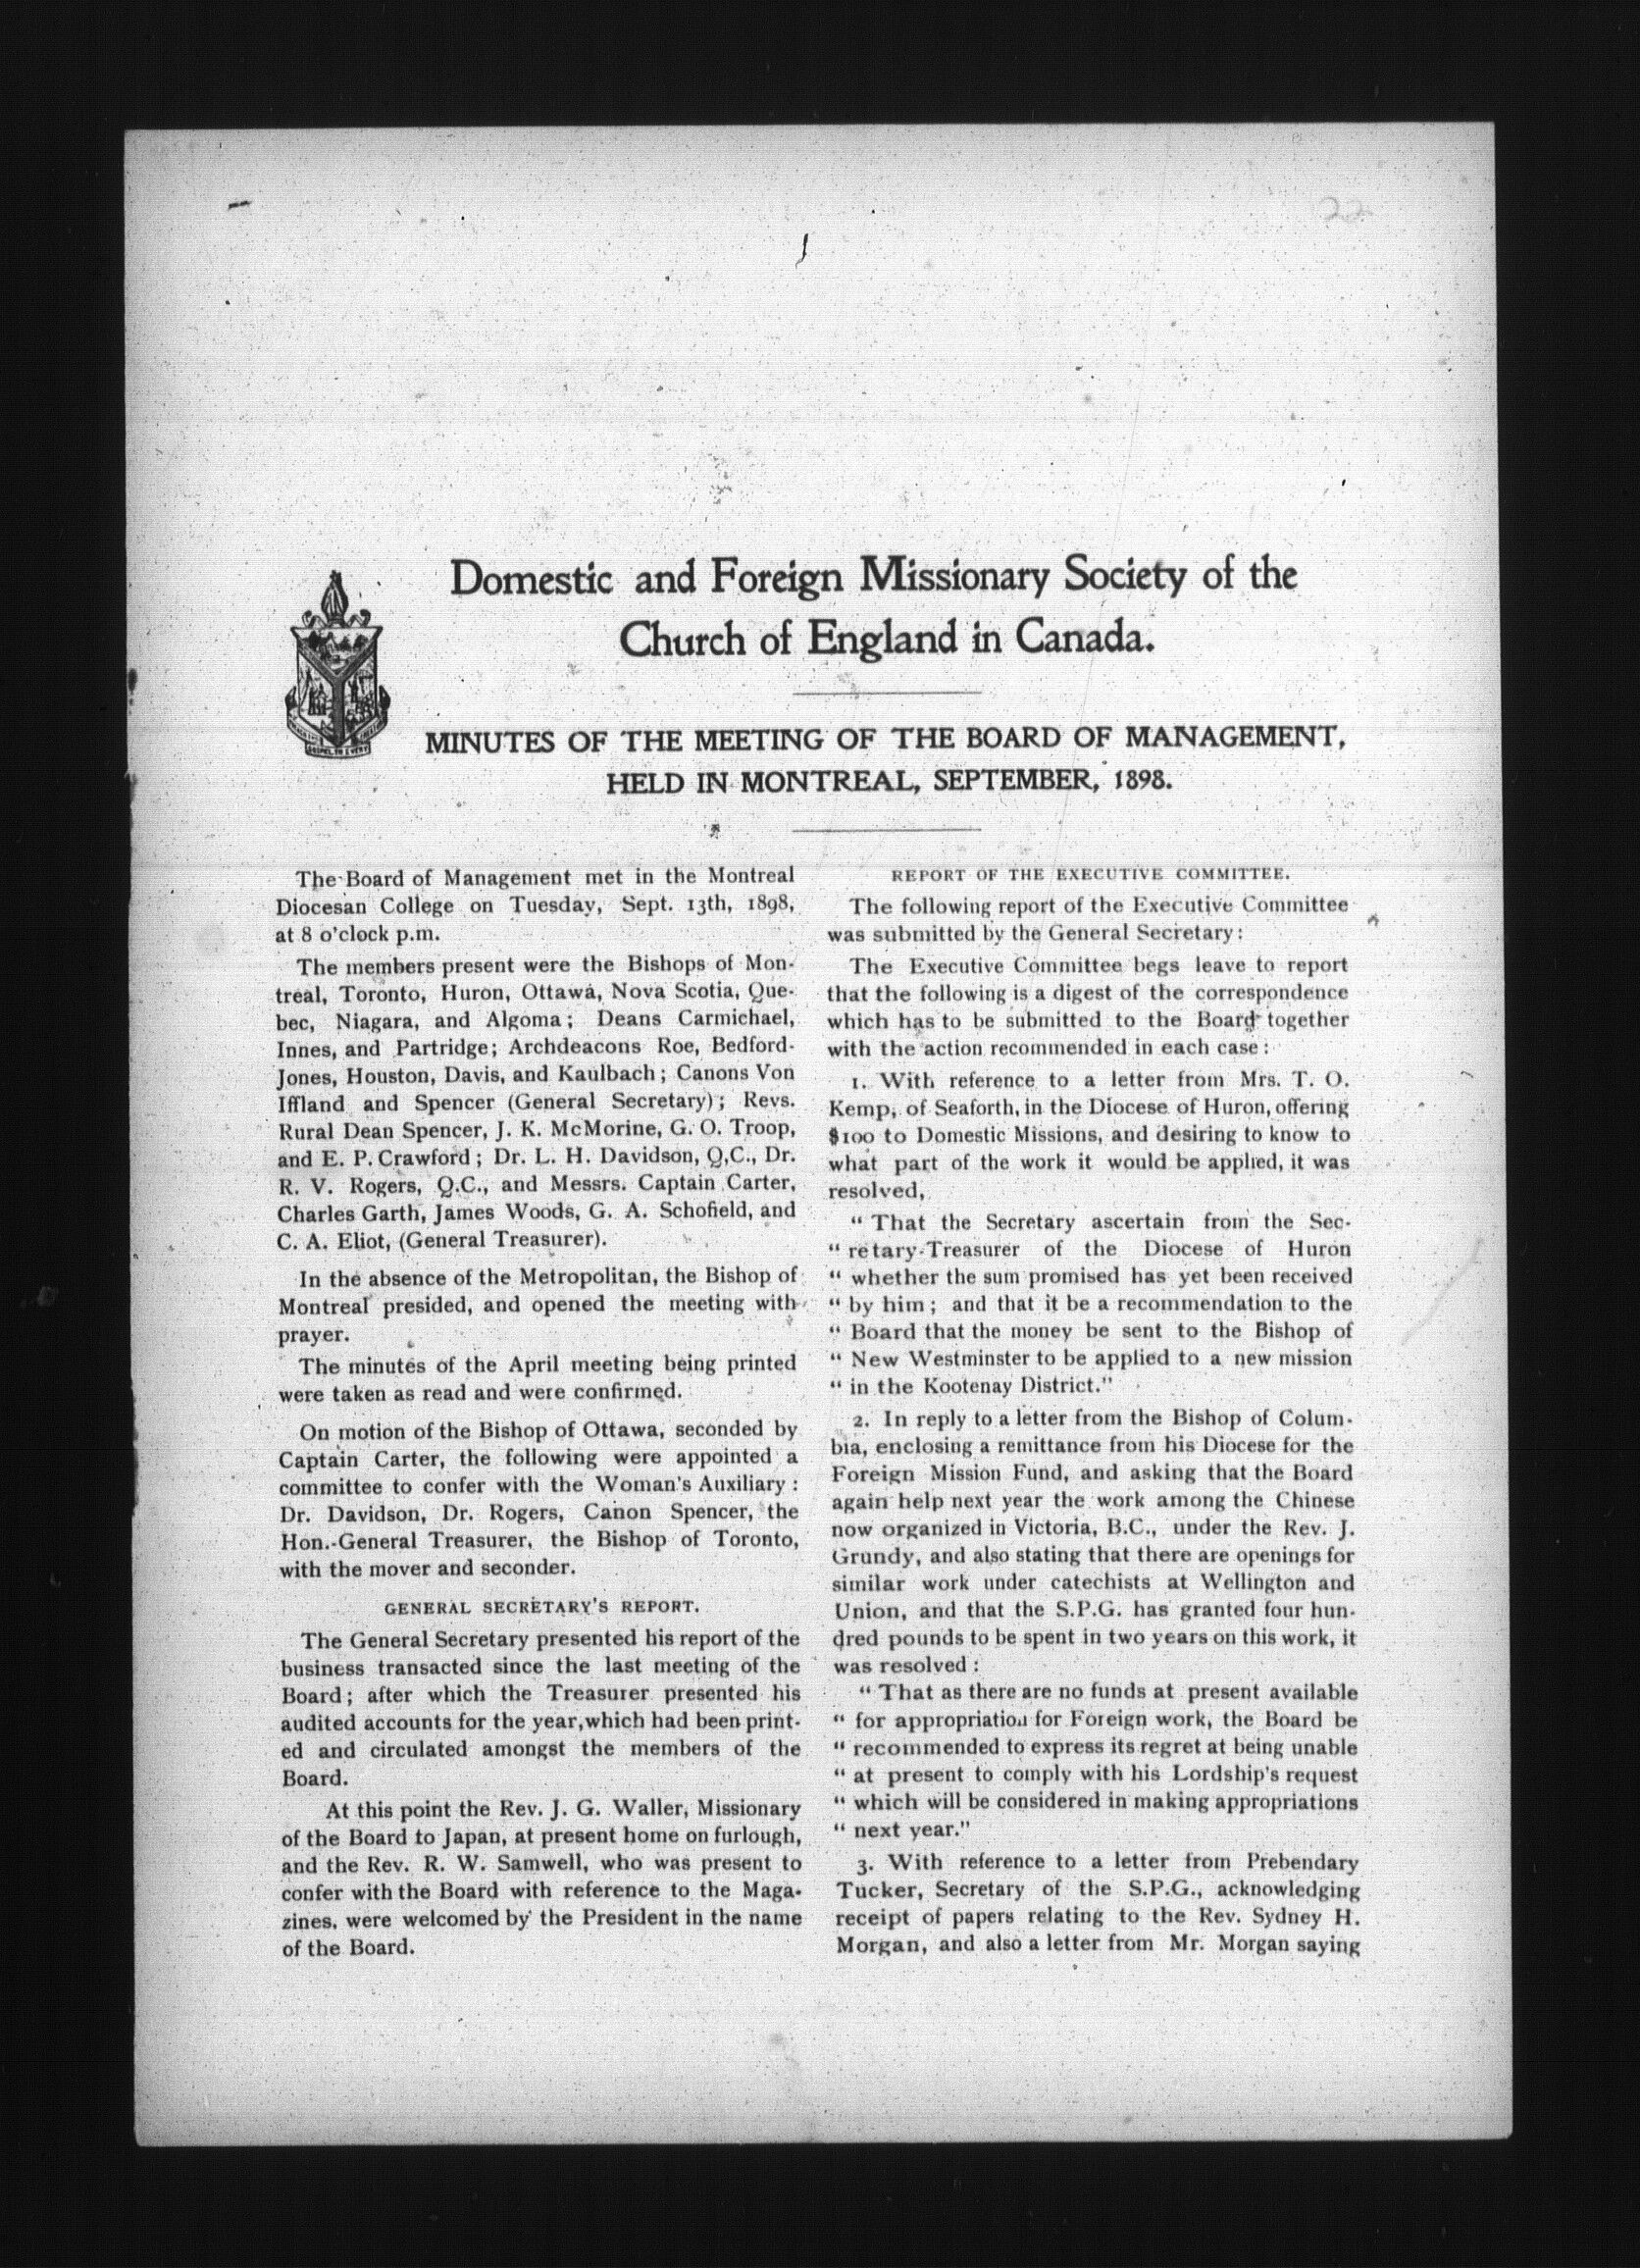 22
Domestic and Foreign Missionary Society of the
Church of England in Canada.
MINUTES OF THE MEETING OF THE BOARD OF MANAGEMENT,
HELD IN MONTREAL, SEPTEMBER, 1898.
The Board of Management met in the Montreal
Diocesan College on Tuesday, Sept. 13th, 1898,
at 8 o'clock p.m.
The members present were the Bishops of Mon-
treal, Toronto, Huron, Ottawa, Nova Scotia, Que-
bec, Niagara, and Algoma; Deans Carmichael,
Innes, and Partridge; Archdeacons Roe, Bedford-
Jones, Houston, Davis, and Kaulbach; Canons Von
Iffland and Spencer (General Secretary); Revs.
Rural Dean Spencer, J. K. McMorine, G. O. Troop,
and E. P. Crawford; Dr. L. H. Davidson, Q,C., Dr.
R. V. Rogers, Q.C., and Messrs. Captain Carter,
Charles Garth, James Woods, G. A. Schofield, and
C. A. Eliot, (General Treasurer).
In the absence of the Metropolitan, the Bishop of
Montreal presided, and opened the meeting with
prayer.
The minutes of the April meeting being printed
were taken as read and were confirmed.
On motion of the Bishop of Ottawa, seconded by
Captain Carter, the following were appointed a
committee to confer with the Woman's Auxiliary:
Dr. Davidson, Dr. Rogers, Canon Spencer, the
Hon.-General Treasurer, the Bishop of Toronto,
with the mover and seconder.
GENERAL SECRETARY'S REPORT.
The General Secretary presented his report of the
business transacted since the last meeting of the
Board; after which the Treasurer presented his
audited accounts for the year, which had been print-
ed and circulated amongst the members of the
Board.
At this point the Rev. J. G. Waller, Missionary
of the Board to Japan, at present home on furlough,
and the Rev. R. W. Samwell, who was present to
confer with the Board with reference to the Maga-
zines, were welcomed by the President in the name
of the Board.
REPORT OF THE EXECUTIVE COMMITTEE.
The following report of the Executive Committee
was submitted by the General Secretary:
The Executive Committee begs leave to report
that the following is a digest of the correspondence
which has to be submitted to the Board together
with the action recommended in each case:
1. With reference to a letter from Mrs. T. O.
Kemp, of Seaforth, in the Diocese of Huron, offering
$100 to Domestic Missions, and desiring to know to
what part of the work it would be applied, it was
resolved,
"That the Secretary ascertain from the Sec-
"retary-Treasurer of the Diocese of Huron
"whether the sum promised has yet been received
"by him; and that it be a recommendation to the
"Board that the money be sent to the Bishop of
"New Westminster to be applied to a new mission
"in the Kootenay District."
2. In reply to a letter from the Bishop of Colum-
bia, enclosing a remittance from his Diocese for the
Foreign Mission Fund, and asking that the Board
again help next year the work among the Chinese
now organized in Victoria, B.C., under the Rev. J.
Grundy, and also stating that there are openings for
similar work under catechists at Wellington and
Union, and that the S.P.G. has granted four hun-
dred pounds to be spent in two years on this work, it
was resolved:
"That as there are no funds at present available
"for appropriation for Foreign work, the Board be
"recommended to express its regret at being unable
"at present to comply with his Lordship's request
"which will be considered in making appropriations
"next year."
3. With reference to a letter from Prebendary
Tucker, Secretary of the S.P.G., acknowledging
receipt of papers relating to the Rev. Sydney H.
Morgan, and also a letter from Mr. Morgan saying